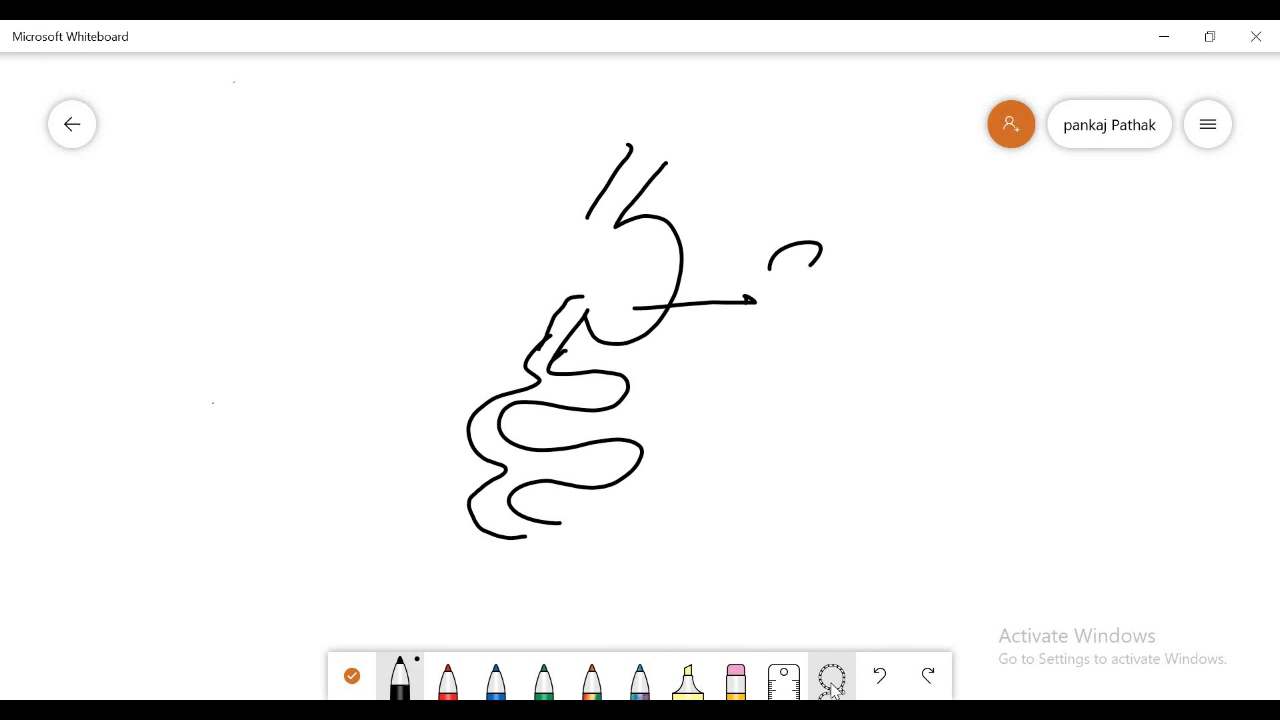 Microsoft Whiteboard
pankaj Pathak
Activate Windows
Go to Settings to activate Windows.